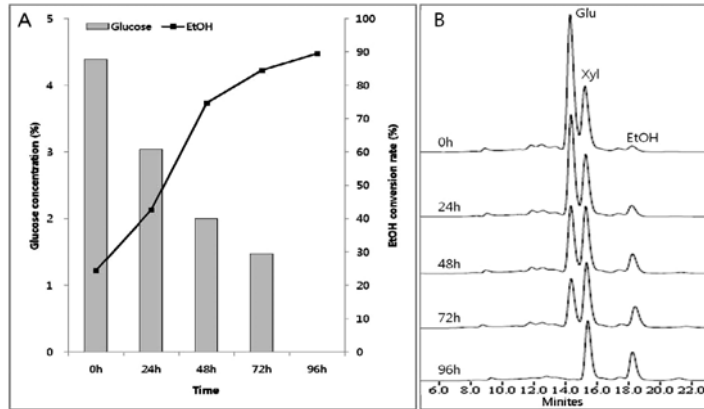 A
Glucose EtOH
5
4
3
2
1
0
Glucose concentration (%)
100
90
80
70
60
50
40
30
20
10
0
EtOH conversion rate (%)
0h 24h 48h 72h 96h
Time
B
Glu
Xyl
EtOH
0h
24h
48h
72h
96h
6.0 8.0 10.0 12.0 14.0 16.0 18.0 20.0 22.0
Minites